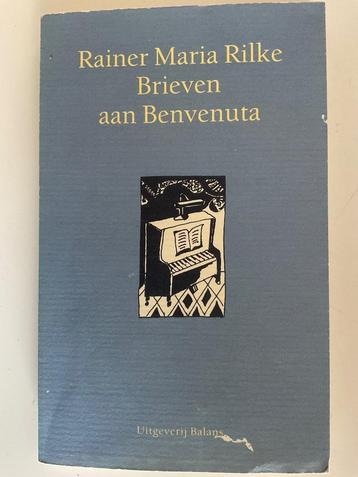 Rainer Maria Rilke
Brieven
aan Benvenuta
Uitgeverij Balans